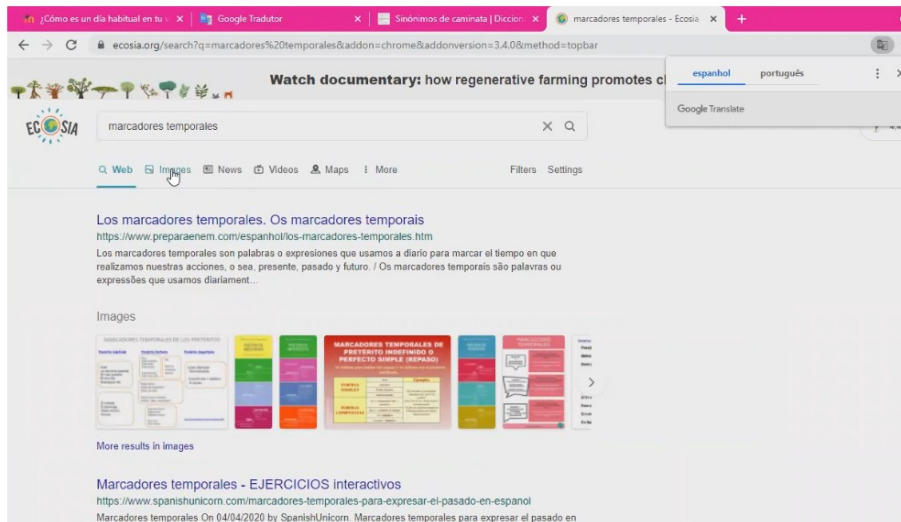 ¿Cómo es un día habitual en tu v
Google Tradutor
Sinónimos de caminata | Diccion
marcadores temporales - Ecosia
ecosia.org/search?q=marcadores%20temporales&addon=chrome&addonversion=3.4.0&method=topbar
Watch documentary: how regenerative farming promotes cl
espanhol português
Google Translate
ECOSIA
marcadores temporales
Web Images News Videos Maps More Filters Settings
Los marcadores temporales. Os marcadores temporais
https://www.preparaenem.com/espanhol/los-marcadores-temporales.htm
Los marcadores temporales son palabras o expresiones que usamos a diario para marcar el tiempo en que
realizamos nuestras acciones, o sea, presente, pasado y futuro. / Os marcadores temporais são palavras ou
expressões que usamos diariament...
Images
MARCADORES TEMPORALES DE LOS PRETÉRITOS
MARCADORES TEMPORALES DE
PRETÉRITO INDEFINIDO O
PERFECTO SIMPLE (REPASO)
More results in images
Marcadores temporales - EJERCICIOS interactivos
https://www.spanishunicorn.com/marcadores-temporales-para-expresar-el-pasado-en-espanol
Marcadores temporales On 04/04/2020 by SpanishUnicorn. Marcadores temporales para expresar el pasado en